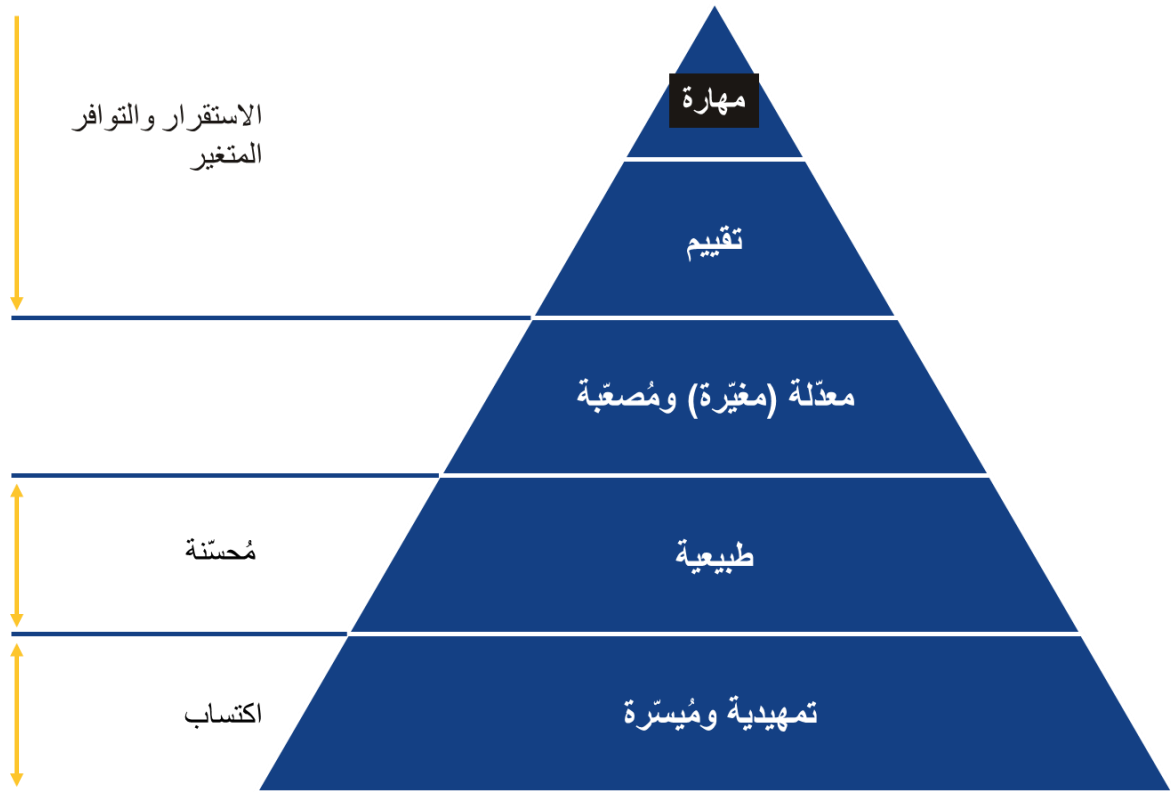 مهارة
الاستقرار والتوافر
المتغير
تقييم
معدّلة (مغيّرة) ومُصعّبة
طبيعية
مُحسّنة
تمهيدية ومُيسّرة
اكتساب